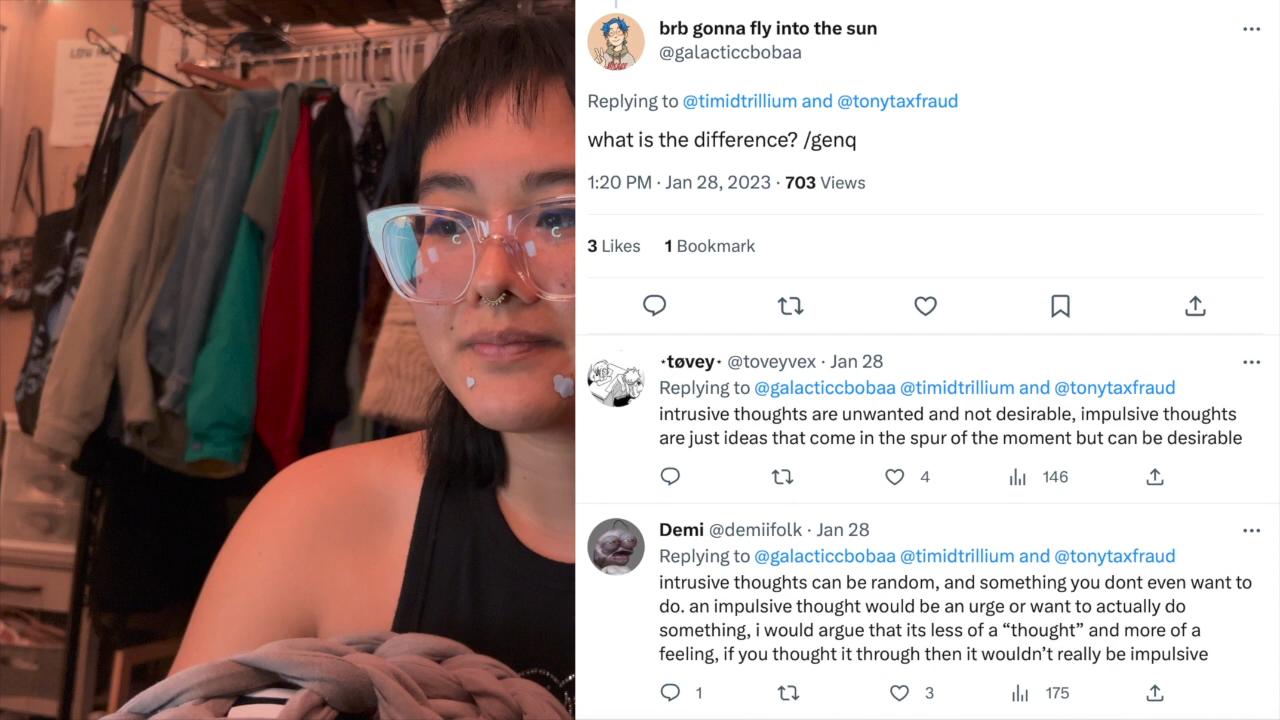 brb gonna fly into the sun
@galacticcbobaa
Replying to @timidtrillium and @tonytaxfraud
what is the difference? /genq
1:20 PM · Jan 28, 2023 · 703 Views
3 Likes 1 Bookmark
⋆tøvey⋆ @toveyvex · Jan 28
Replying to @galacticcbobaa @timidtrillium and @tonytaxfraud
intrusive thoughts are unwanted and not desirable, impulsive thoughts
are just ideas that come in the spur of the moment but can be desirable
4 146
Demi @demiifolk · Jan 28
Replying to @galacticcbobaa @timidtrillium and @tonytaxfraud
intrusive thoughts can be random, and something you dont even want to
do. an impulsive thought would be an urge or want to actually do
something, i would argue that its less of a “thought” and more of a
feeling, if you thought it through then it wouldn’t really be impulsive
1 3 175